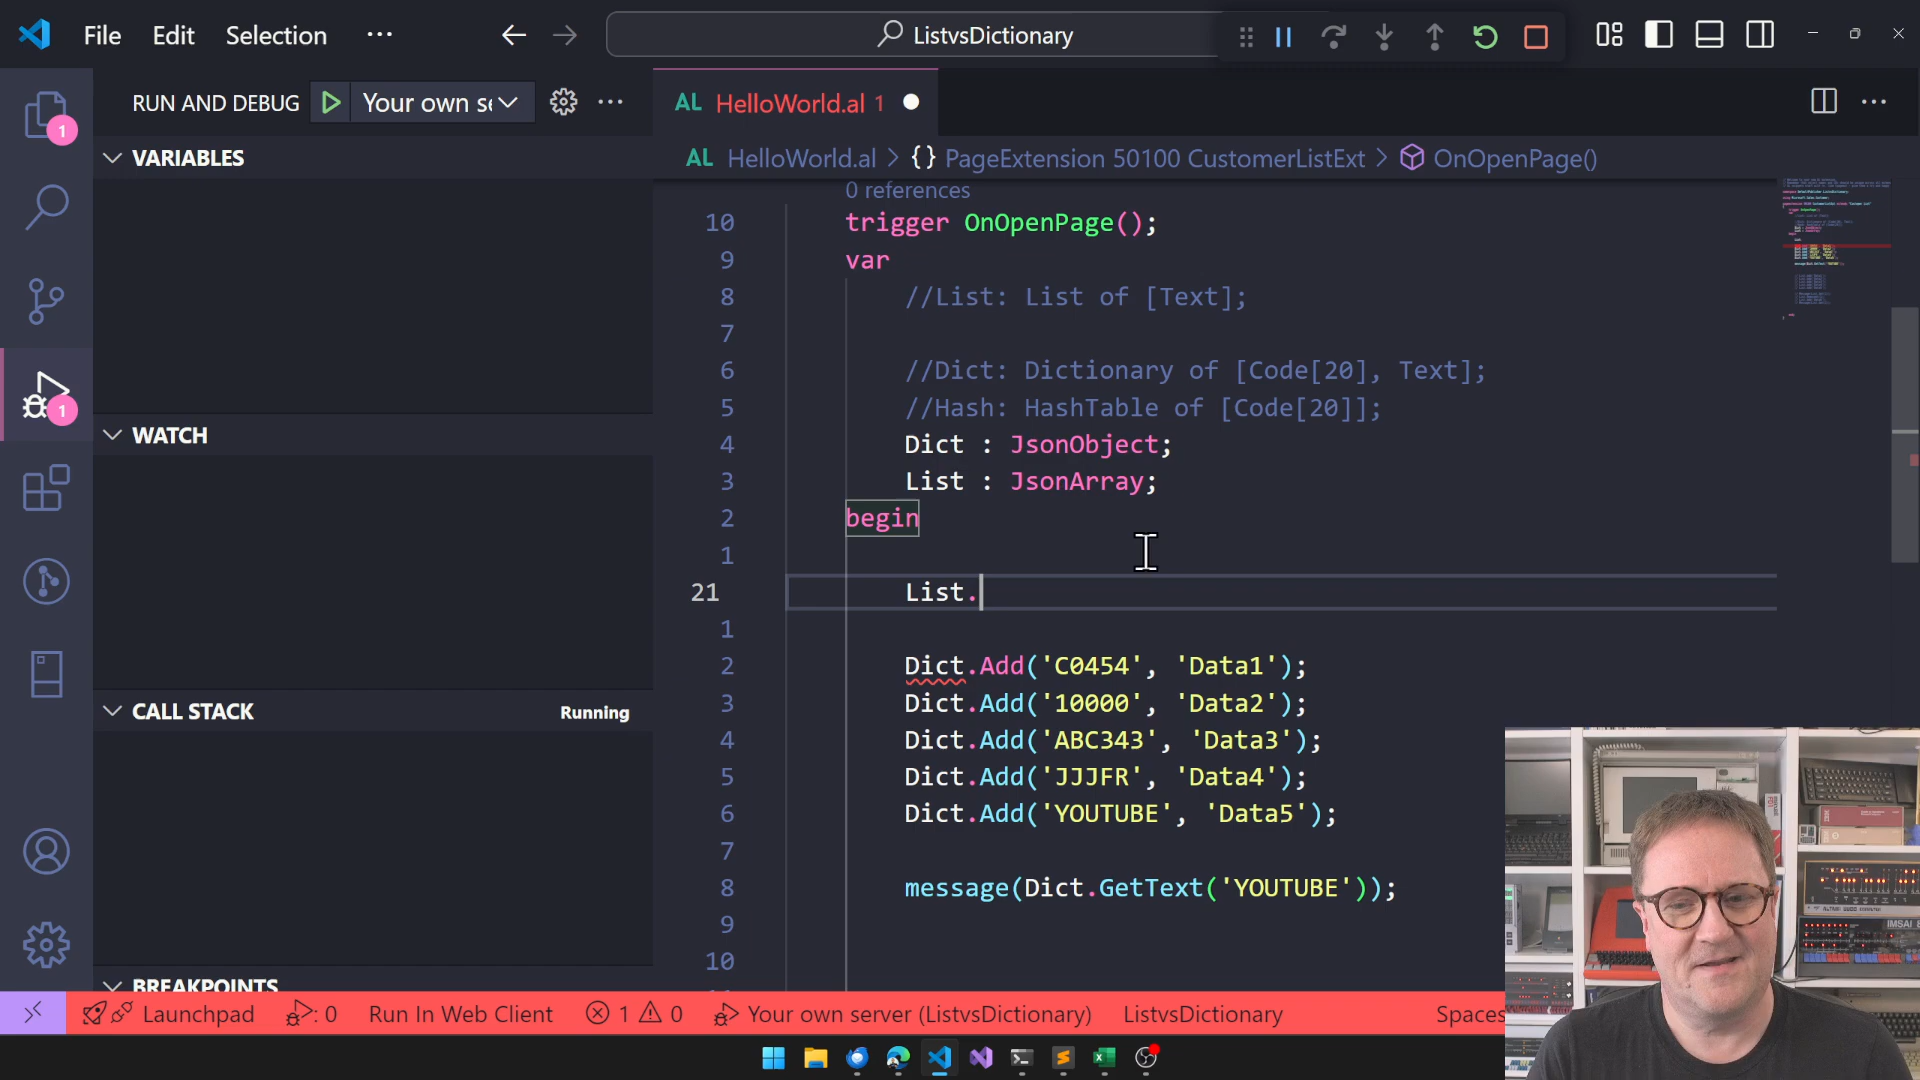 File Edit Selection ···
ListvsDictionary
RUN AND DEBUG
Your own se
HelloWorld.al 1
AL
HelloWorld.al > {} PageExtension 50100 CustomerListExt > OnOpenPage()
VARIABLES
WATCH
CALL STACK
Running
BREAKPOINTS
1
1
0 references
10 trigger OnOpenPage();
9 var
8 //List: List of [Text];
7
6 //Dict: Dictionary of [Code[20], Text];
5 //Hash: HashTable of [Code[20]];
4 Dict : JsonObject;
3 List : JsonArray;
2 begin
1
21 List.
1
2 Dict.Add('C0454', 'Data1');
3 Dict.Add('10000', 'Data2');
4 Dict.Add('ABC343', 'Data3');
5 Dict.Add('JJJFR', 'Data4');
6 Dict.Add('YOUTUBE', 'Data5');
7
8 message(Dict.GetText('YOUTUBE'));
9
10
Launchpad : 0 Run In Web Client 1 0 Your own server (ListvsDictionary) ListvsDictionary Spaces